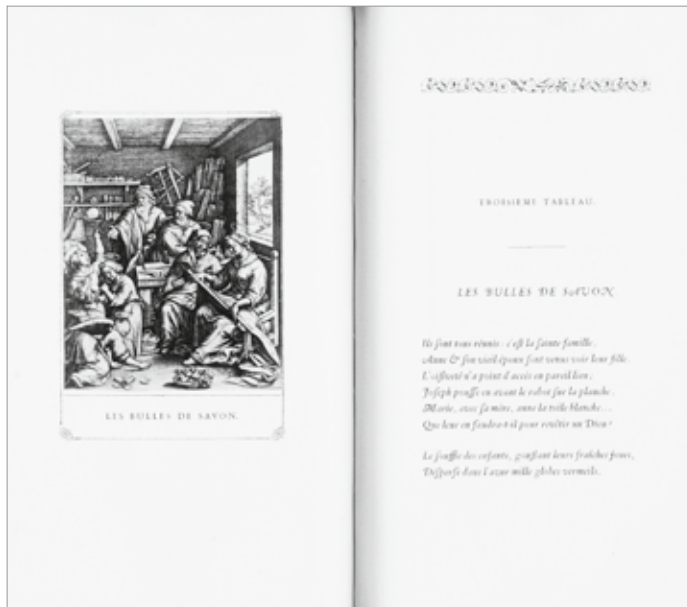 LES BULLES DE SAVON.
TROISIEME TABLEAU.
LES BULLES DE SAVON.
Ils sont tous réunis : c'est la sainte famille.
Anne & son vieil époux sont venus voir leur fille.
L'oisiveté n'a point d'accès en pareil lieu ;
Joseph pousse en avant le rabot sur la planche ;
Marie, avec sa mère, aune la toile blanche...
Que leur en faudra-t-il pour revêtir un Dieu ?
Le souffle des enfants, gonflant leurs fraîches joues,
Disperse dans l'azur mille globes vermeils,